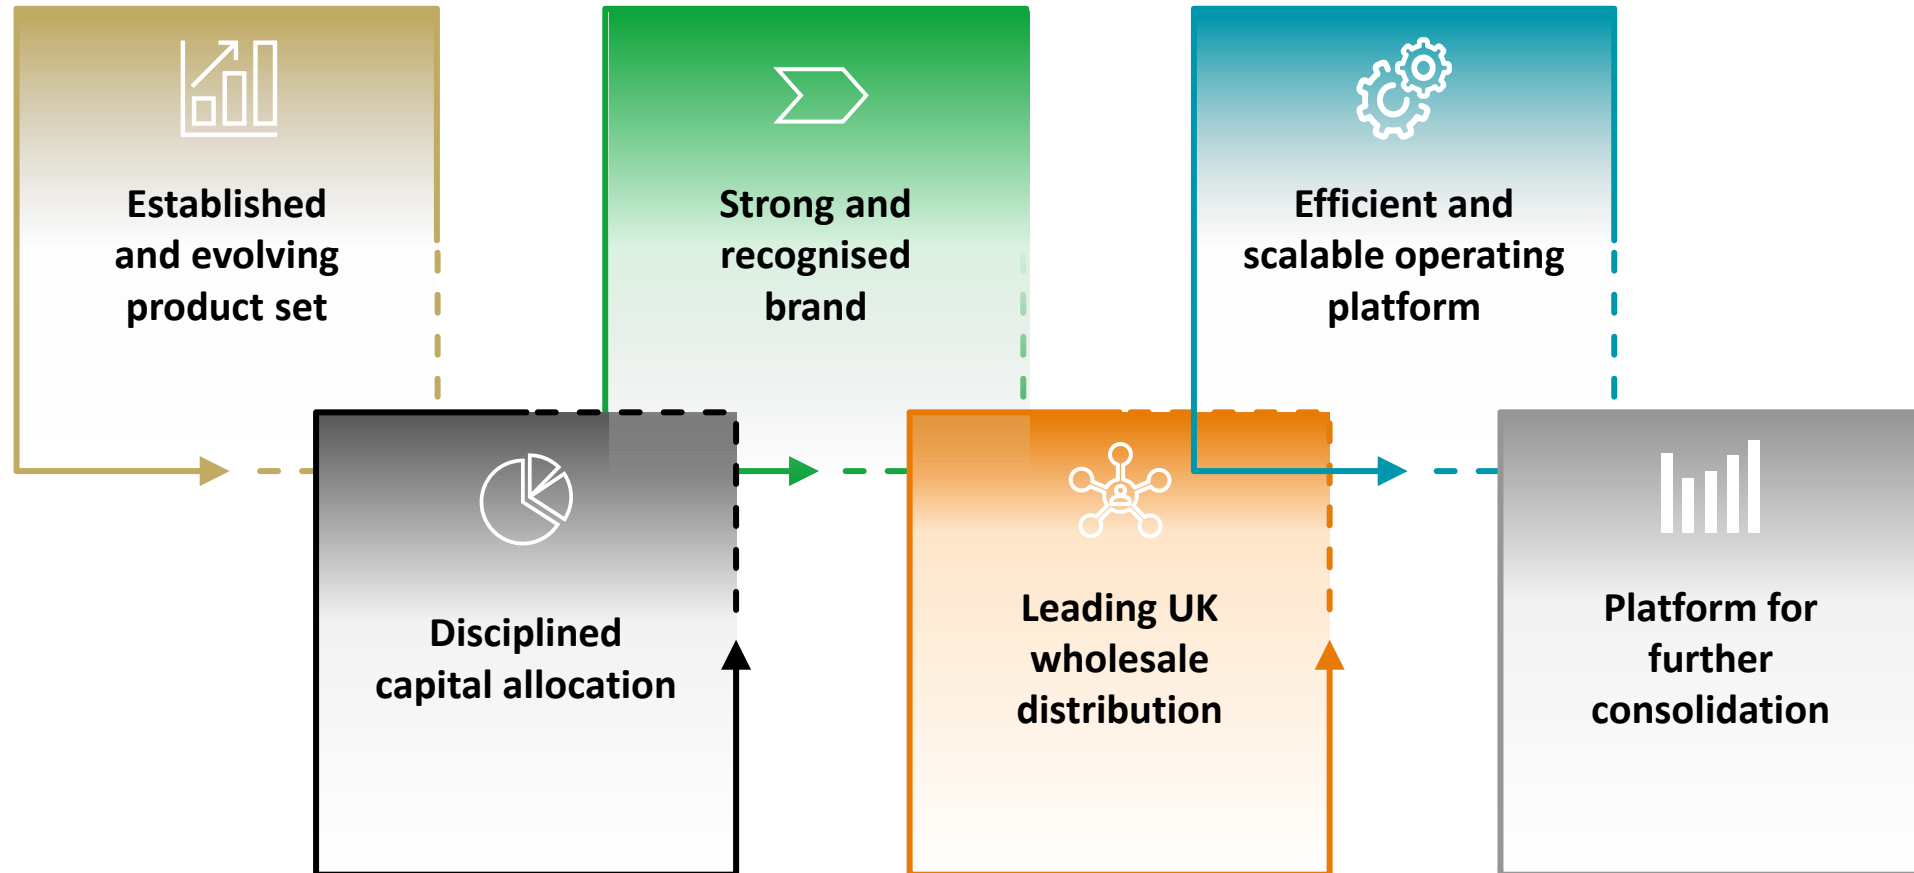 Established
and evolving
product set
Strong and
recognised
brand
Efficient and
scalable operating
platform
Disciplined
capital allocation
Leading UK
wholesale
distribution
Platform for
further
consolidation